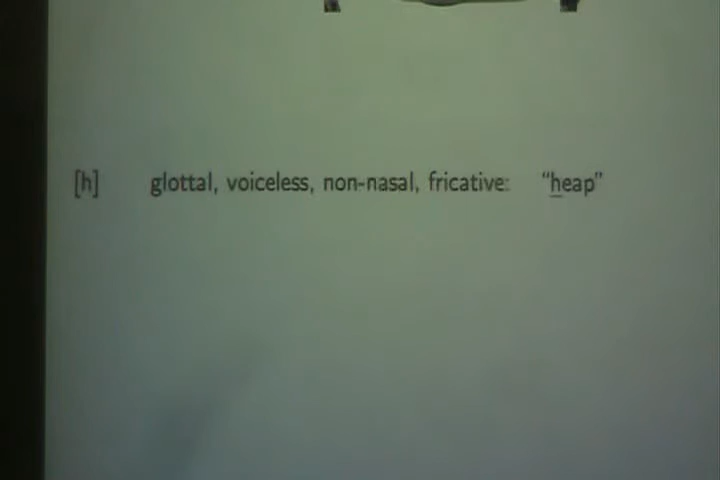 [h] glottal, voiceless, non-nasal, fricative: “heap”